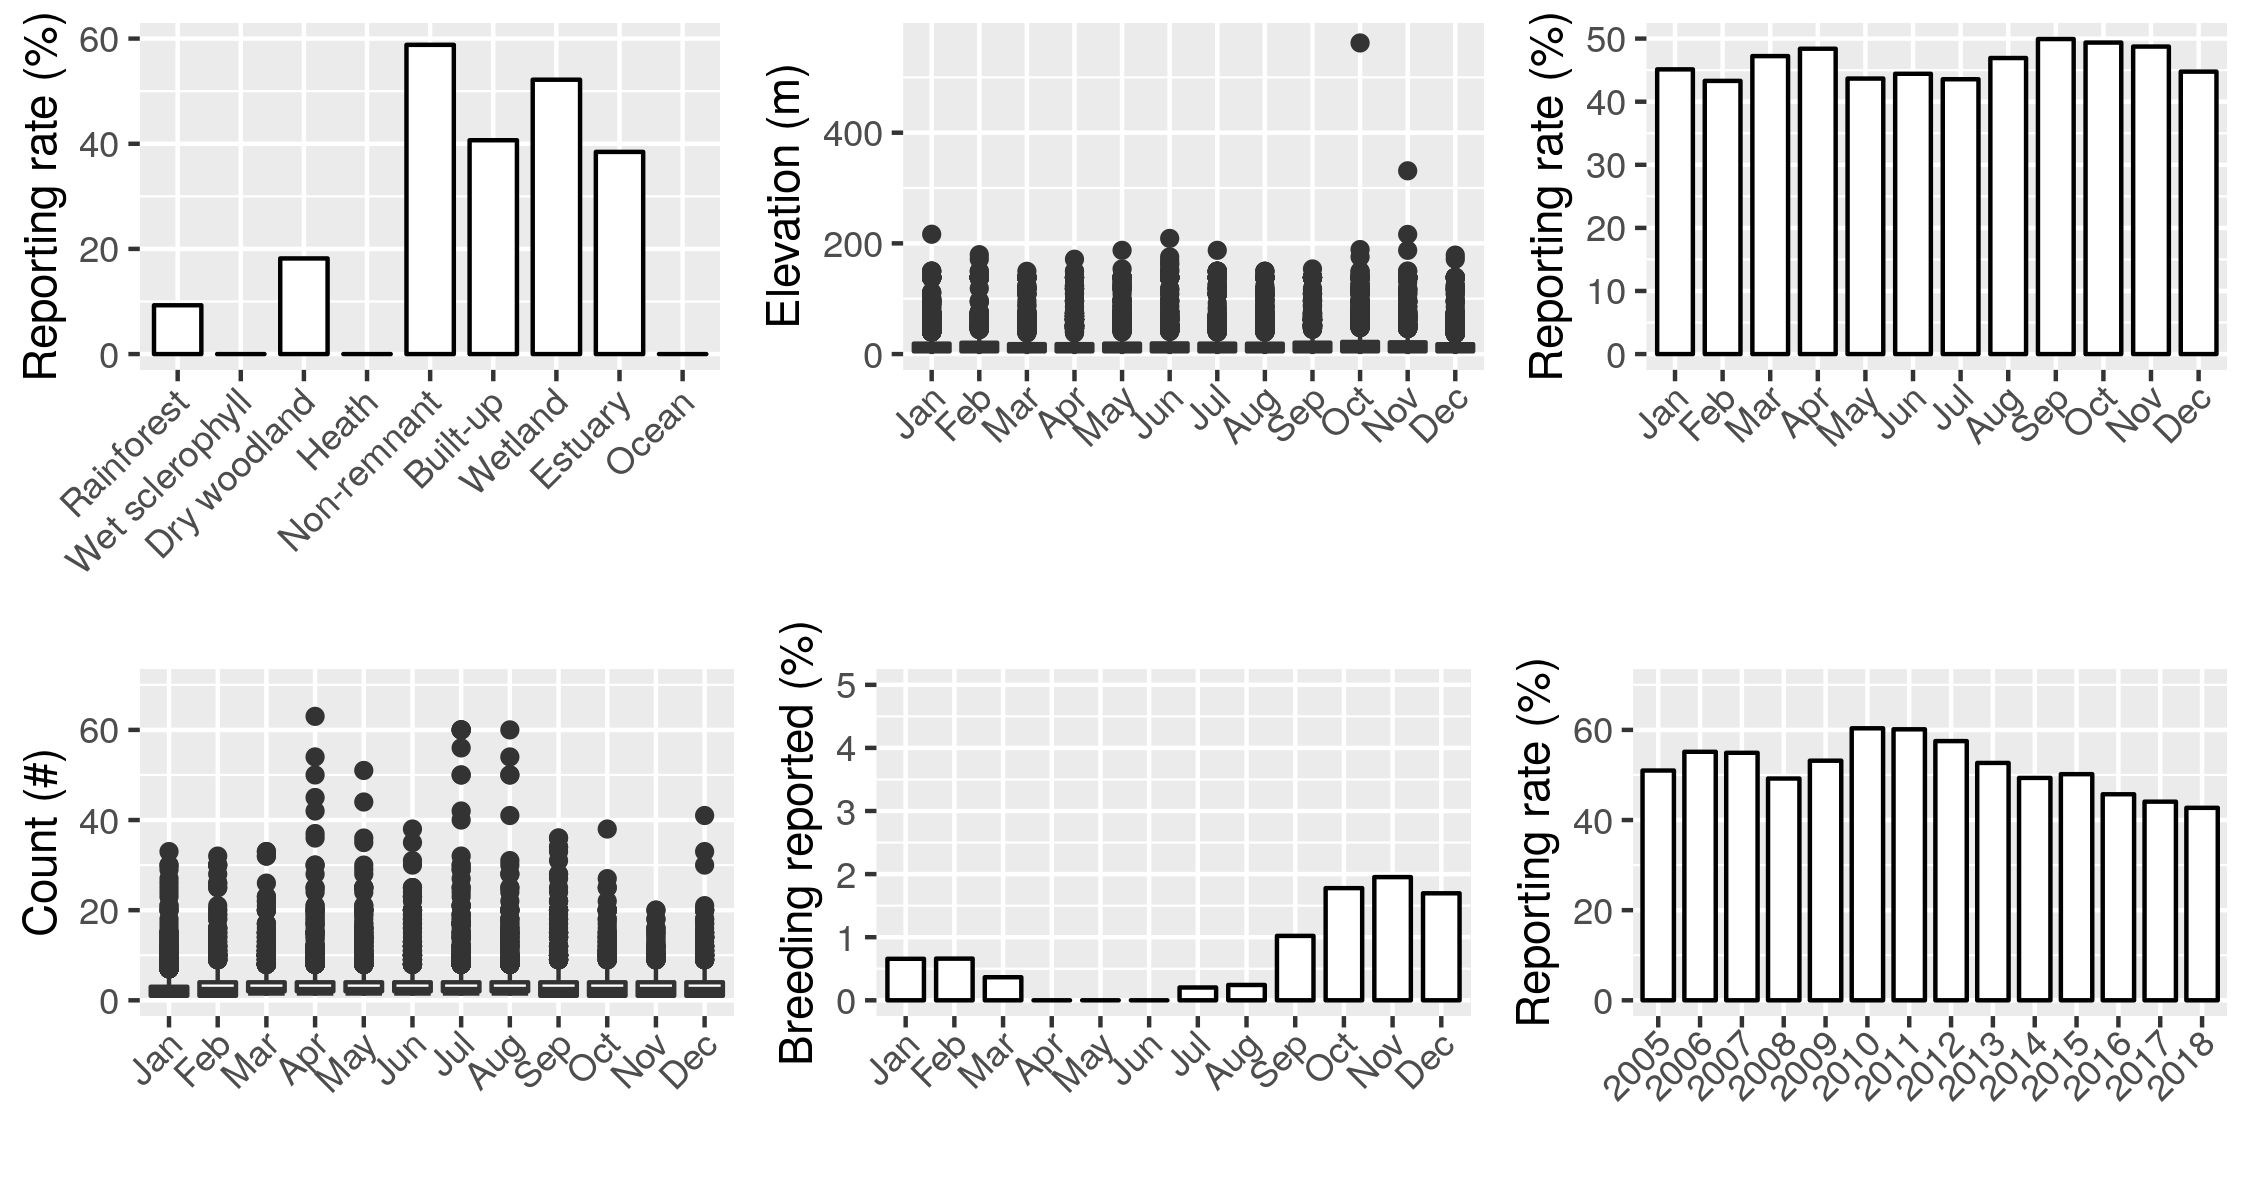 Reporting rate (%)
60
40
20
0
Rainforest
Wet sclerophyll
Dry woodland
Heath
Non-remnant
Built-up
Wetland
Estuary
Ocean
Elevation (m)
400
200
0
Jan
Feb
Mar
Apr
May
Jun
Jul
Aug
Sep
Oct
Nov
Dec
Reporting rate (%)
50
40
30
20
10
0
Jan
Feb
Mar
Apr
May
Jun
Jul
Aug
Sep
Oct
Nov
Dec
Count (#)
60
40
20
0
Jan
Feb
Mar
Apr
May
Jun
Jul
Aug
Sep
Oct
Nov
Dec
Breeding reported (%)
5
4
3
2
1
0
Jan
Feb
Mar
Apr
May
Jun
Jul
Aug
Sep
Oct
Nov
Dec
Reporting rate (%)
60
40
20
0
2005
2006
2007
2008
2009
2010
2011
2012
2013
2014
2015
2016
2017
2018